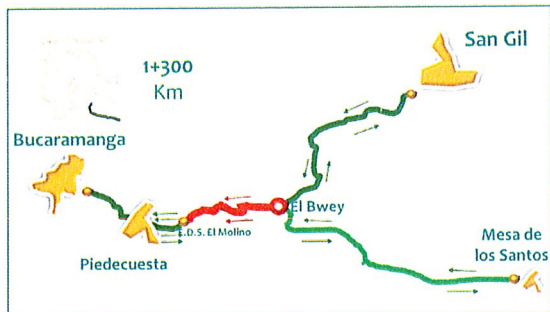 San Gil
1+300
Km
Bucaramanga
El Bwey
E.D.S. El Molino
Mesa de
los Santos
Piedecuesta